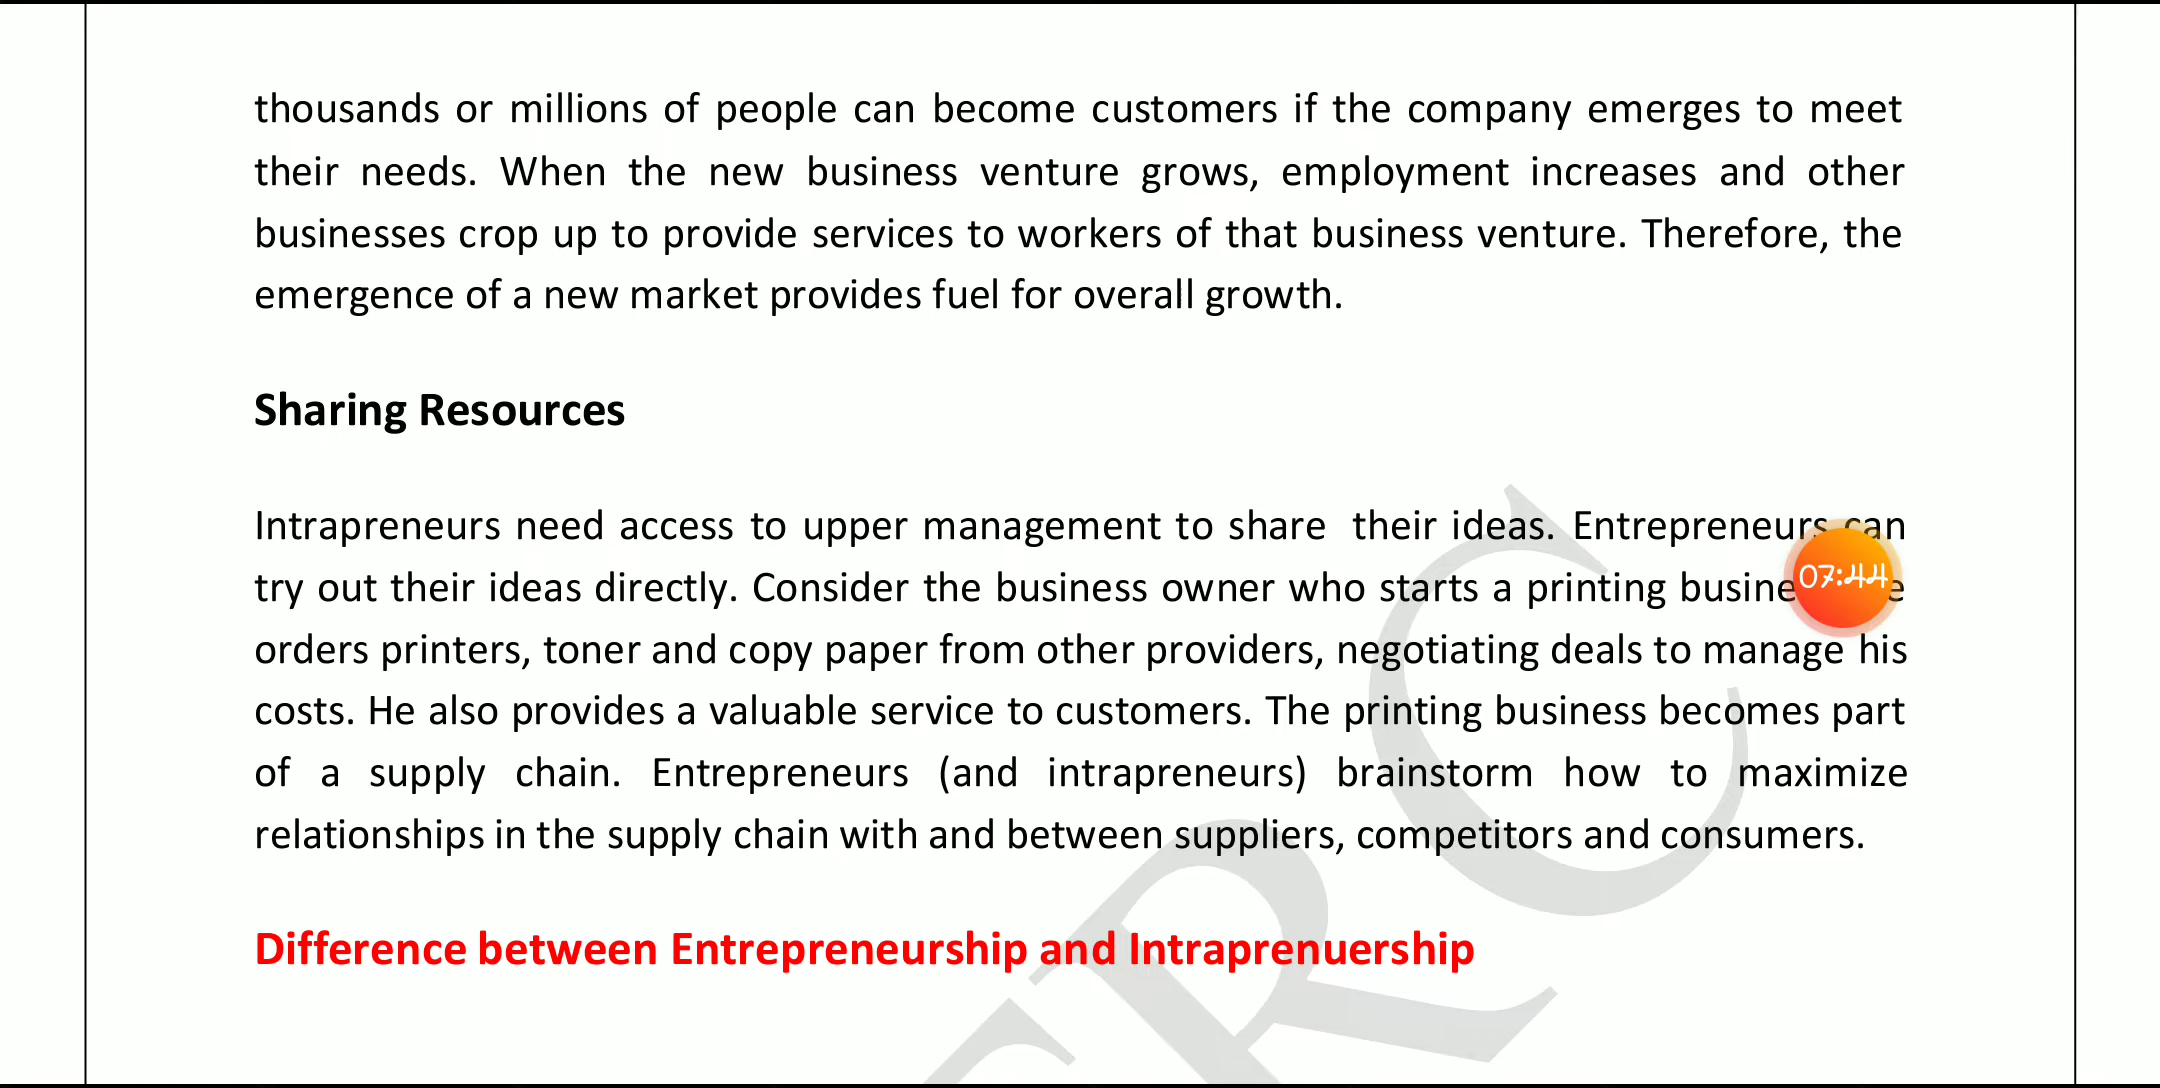 thousands or millions of people can become customers if the company emerges to meet
their needs. When the new business venture grows, employment increases and other
businesses crop up to provide services to workers of that business venture. Therefore, the
emergence of a new market provides fuel for overall growth.
Sharing Resources
Intrapreneurs need access to upper management to share their ideas. Entrepreneurs can
try out their ideas directly. Consider the business owner who starts a printing
07:44
orders printers, toner and copy paper from other providers, negotiating deals to manage his
costs. He also provides a valuable service to customers. The printing business becomes part
of a supply chain. Entrepreneurs (and intrapreneurs) brainstorm how to maximize
relationships in the supply chain with and between suppliers, competitors and consumers.
Difference between Entrepreneurship and Intraprenuership